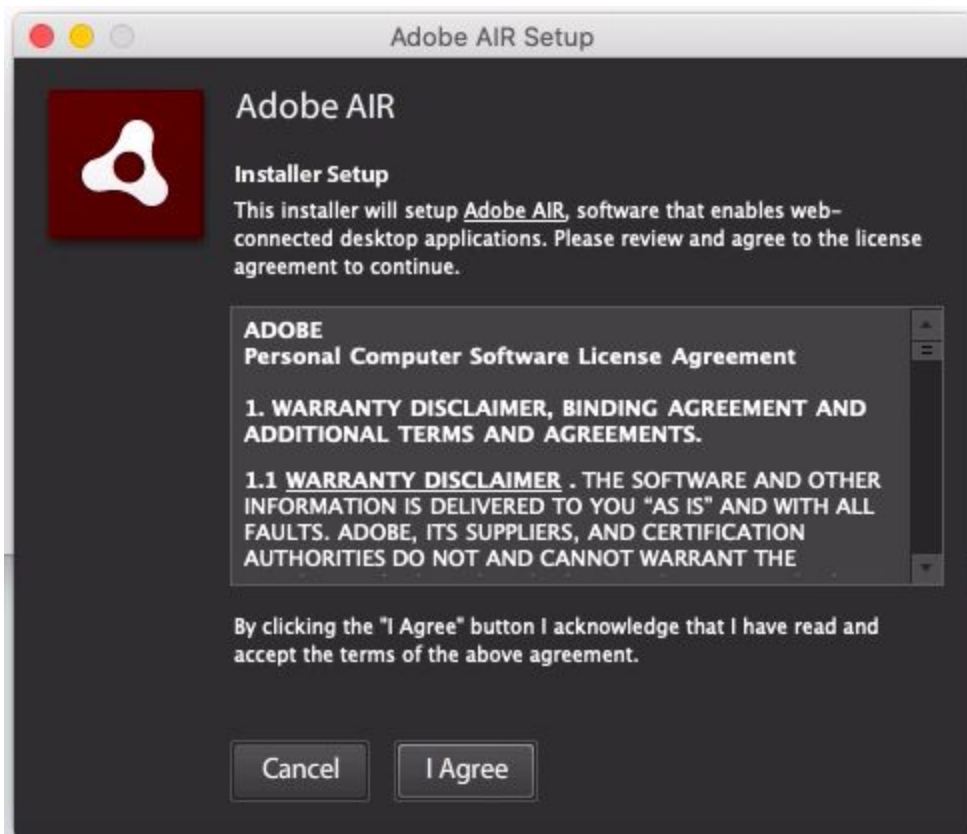 Adobe AIR Setup
Adobe AIR
Installer Setup
This installer will setup Adobe AIR, software that enables web-
connected desktop applications. Please review and agree to the license
agreement to continue.
ADOBE
Personal Computer Software License Agreement
1. WARRANTY DISCLAIMER, BINDING AGREEMENT AND
ADDITIONAL TERMS AND AGREEMENTS.
1.1 WARRANTY DISCLAIMER . THE SOFTWARE AND OTHER
INFORMATION IS DELIVERED TO YOU “AS IS” AND WITH ALL
FAULTS. ADOBE, ITS SUPPLIERS, AND CERTIFICATION
AUTHORITIES DO NOT AND CANNOT WARRANT THE
By clicking the "I Agree" button I acknowledge that I have read and
accept the terms of the above agreement.
Cancel
I Agree